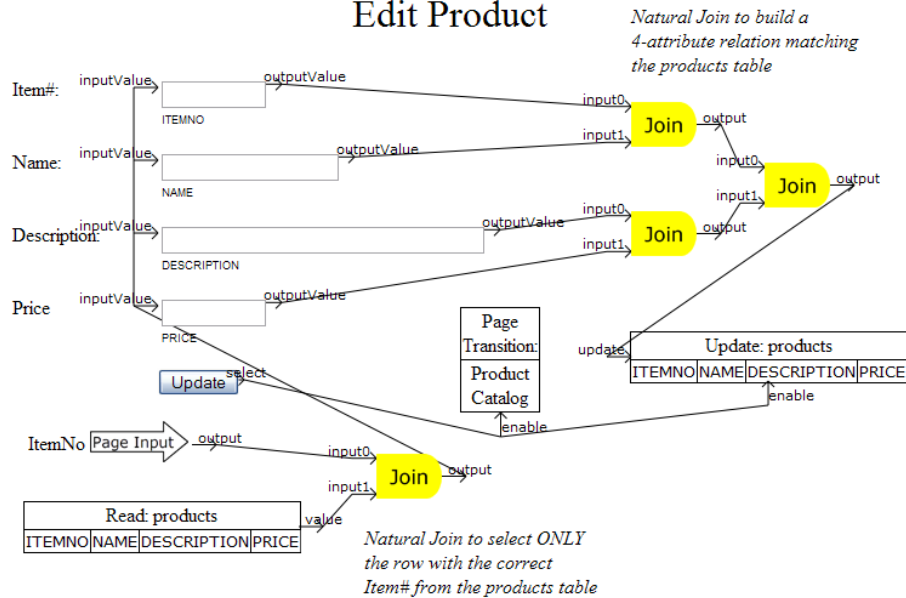 Edit Product
Natural Join to build a
4-attribute relation matching
the products table
Item#:
inputValue
outputValue
ITEMNO
input0
input1
Join
output
Name:
inputValue
outputValue
NAME
input0
input1
Join
output
Description:
inputValue
outputValue
DESCRIPTION
input0
input1
Join
output
Price
inputValue
outputValue
PRICE
Page
Transition:
Product
Catalog
enable
update
Update: products
ITEMNO NAME DESCRIPTION PRICE
enable
Update
select
ItemNo
Page Input
output
input0
input1
Join
output
Read: products
ITEMNO NAME DESCRIPTION PRICE
value
Natural Join to select ONLY
the row with the correct
Item# from the products table